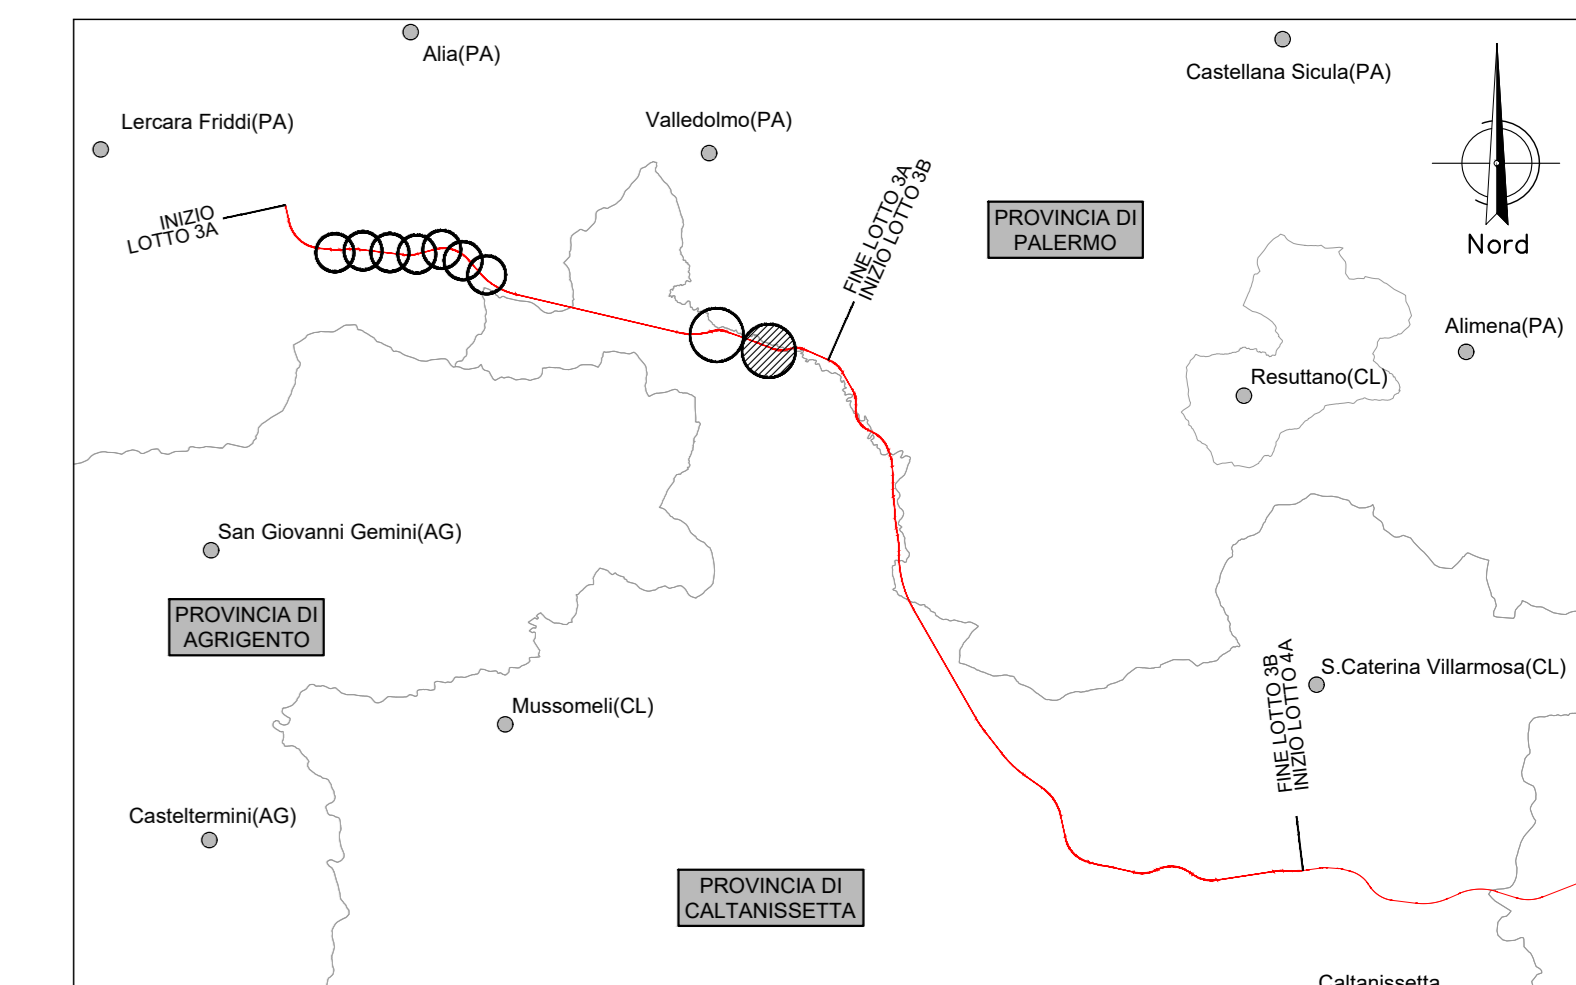 Alia(PA)
Castellana Sicula(PA)
Lercara Friddi(PA)
Valledolmo(PA)
INIZIO
LOTTO 3A
FINE LOTTO 3A
INIZIO LOTTO 3B
PROVINCIA DI
PALERMO
Nord
Alimena(PA)
Resuttano(CL)
San Giovanni Gemini(AG)
PROVINCIA DI
AGRIGENTO
Mussomeli(CL)
FINE LOTTO 3B
INIZIO LOTTO 4A
S.Caterina Villarmosa(CL)
Casteltermini(AG)
PROVINCIA DI
CALTANISSETTA
Caltanissetta